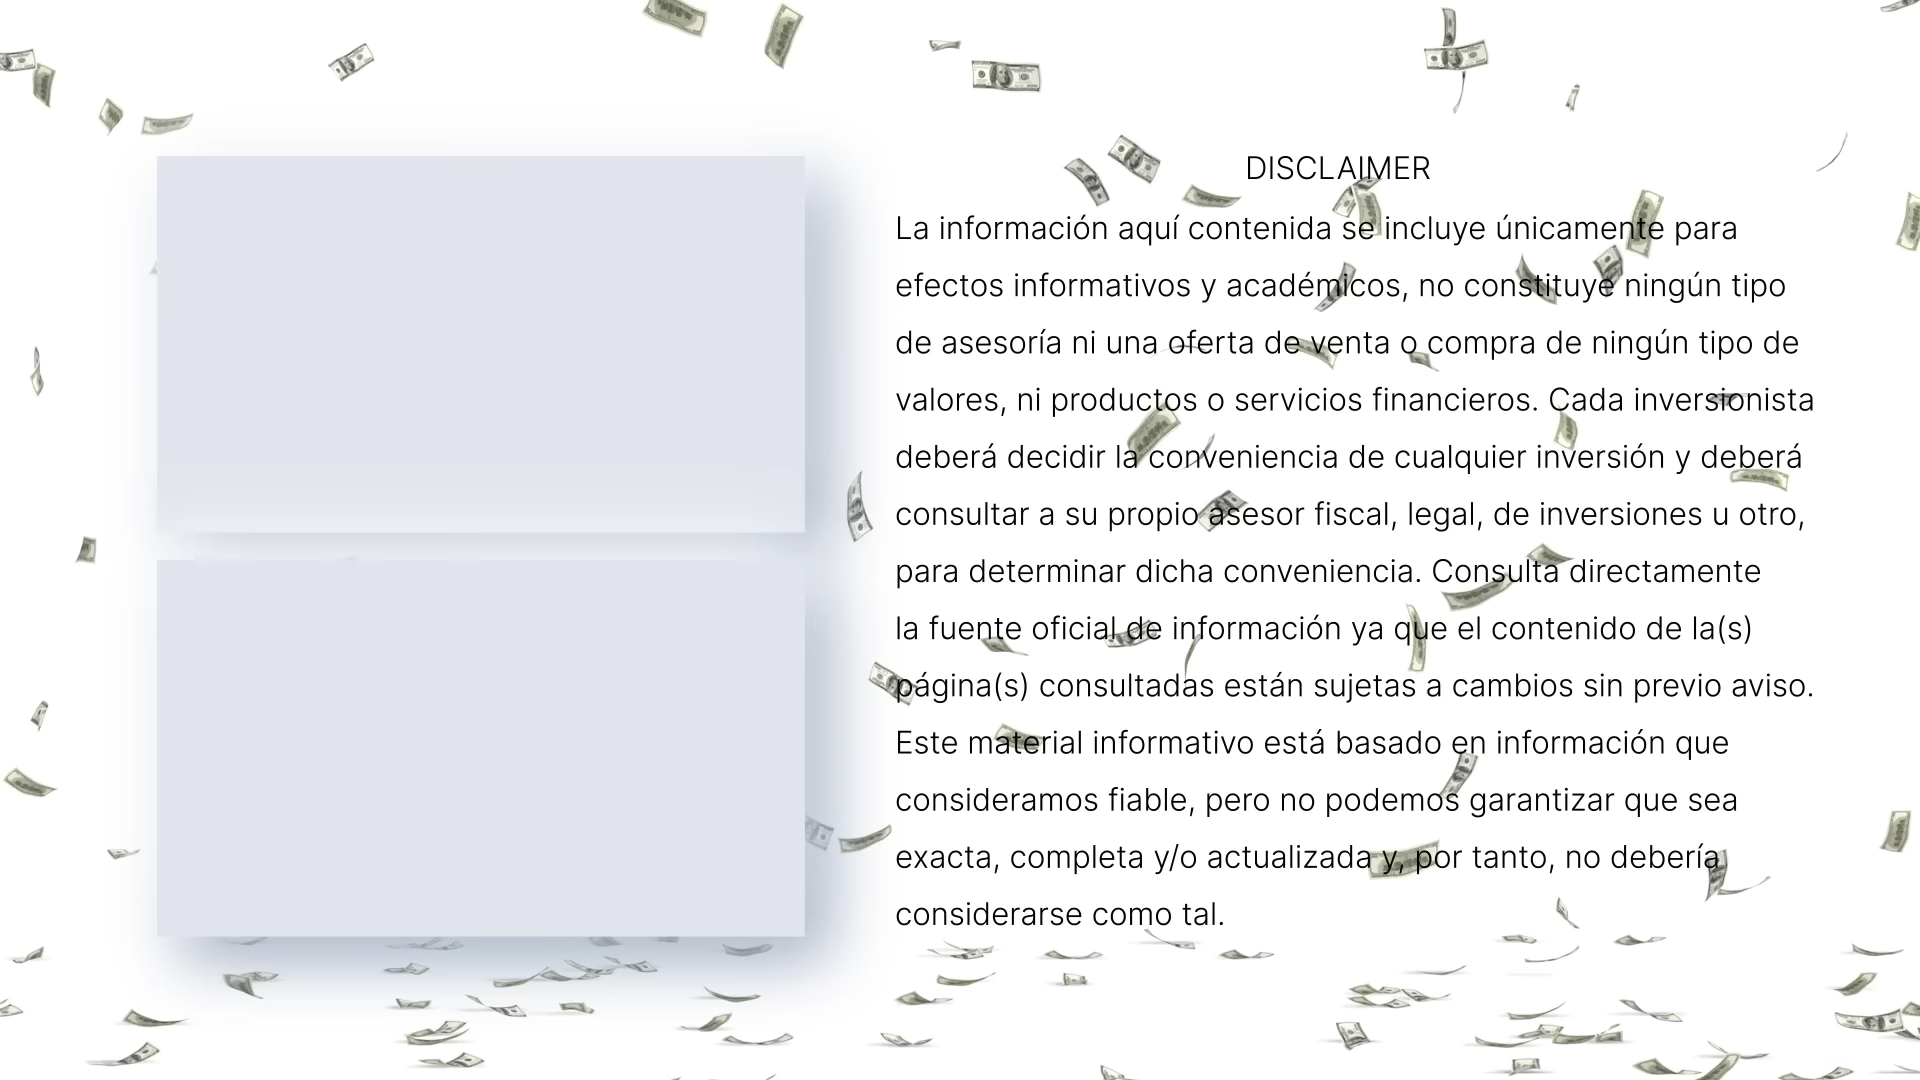 DISCLAIMER
La información aquí contenida se incluye únicamente para
efectos informativos y académicos, no constituye ningún tipo
de asesoría ni una oferta de venta o compra de ningún tipo de
valores, ni productos o servicios financieros. Cada inversionista
deberá decidir la conveniencia de cualquier inversión y deberá
consultar a su propio asesor fiscal, legal, de inversiones u otro,
para determinar dicha conveniencia. Consulta directamente
la fuente oficial de información ya que el contenido de la(s)
página(s) consultadas están sujetas a cambios sin previo aviso.
Este material informativo está basado en información que
consideramos fiable, pero no podemos garantizar que sea
exacta, completa y/o actualizada y, por tanto, no debería
considerarse como tal.